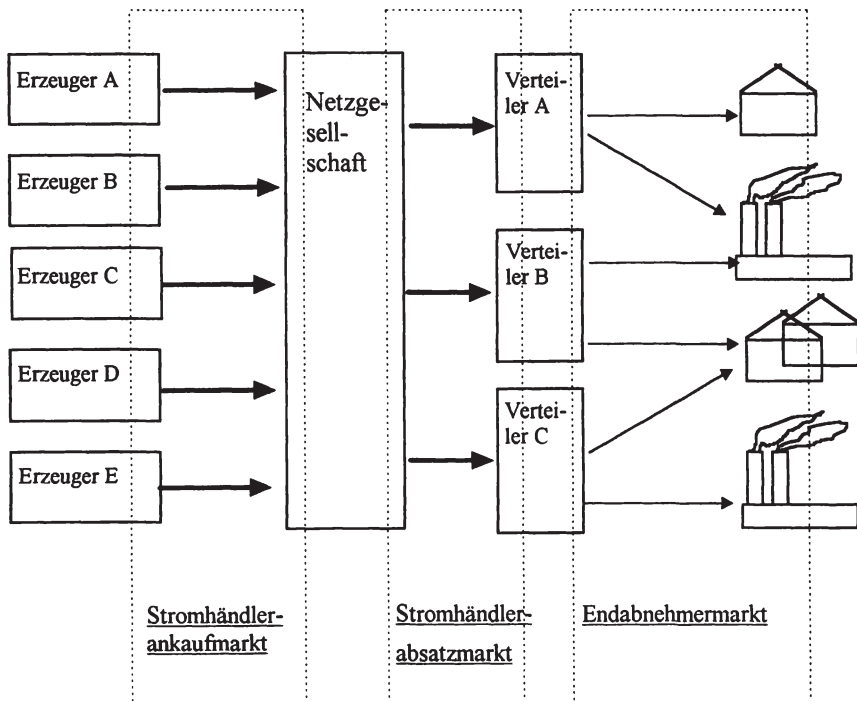 Erzeuger A
Erzeuger B
Erzeuger C
Erzeuger D
Erzeuger E
Netzge-
sell-
schaft
Vertei-
ler A
Vertei-
ler B
Vertei-
ler C
Stromhändler-
ankaufmarkt
Stromhändler-
absatzmarkt
Endabnehmermarkt